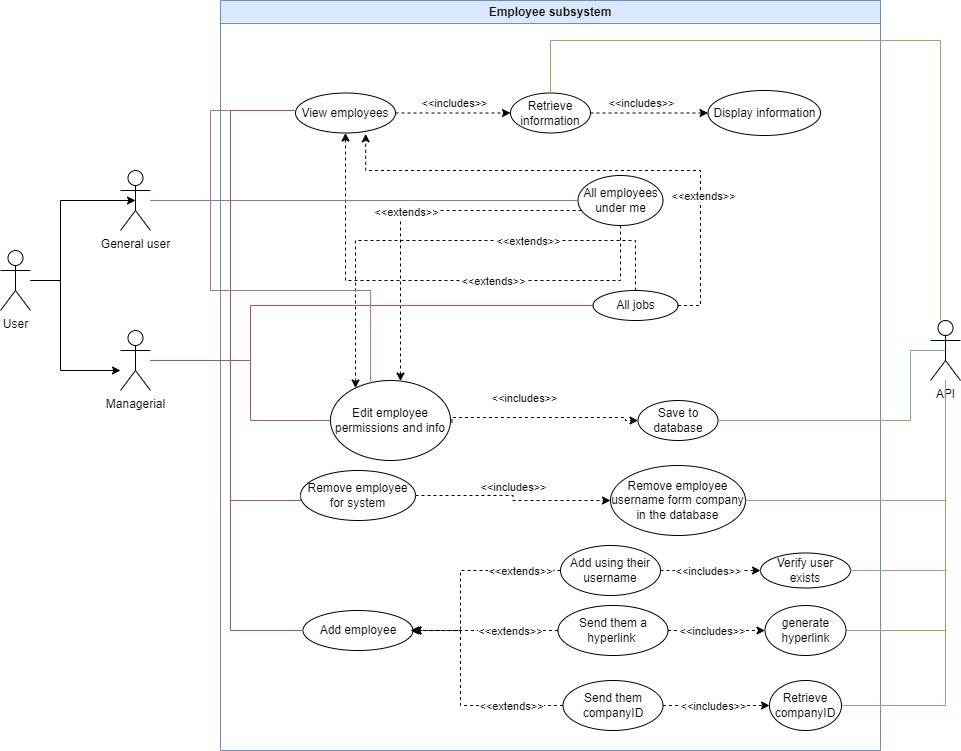 Employee subsystem
View employees
<<includes>>
Retrieve
information
<<includes>>
Display information
General user
All employees
under me
<<extends>>
<<extends>>
<<extends>>
<<extends>>
User
All jobs
Managerial
API
Edit employee
permissions and info
<<includes>>
Save to
database
Remove employee
for system
<<includes>>
Remove employee
username form company
in the database
Add employee
<<extends>>
Add using their
username
<<includes>>
Verify user
exists
<<extends>>
Send them a
hyperlink
<<includes>>
generate
hyperlink
<<extends>>
Send them
companyID
<<includes>>
Retrieve
companyID